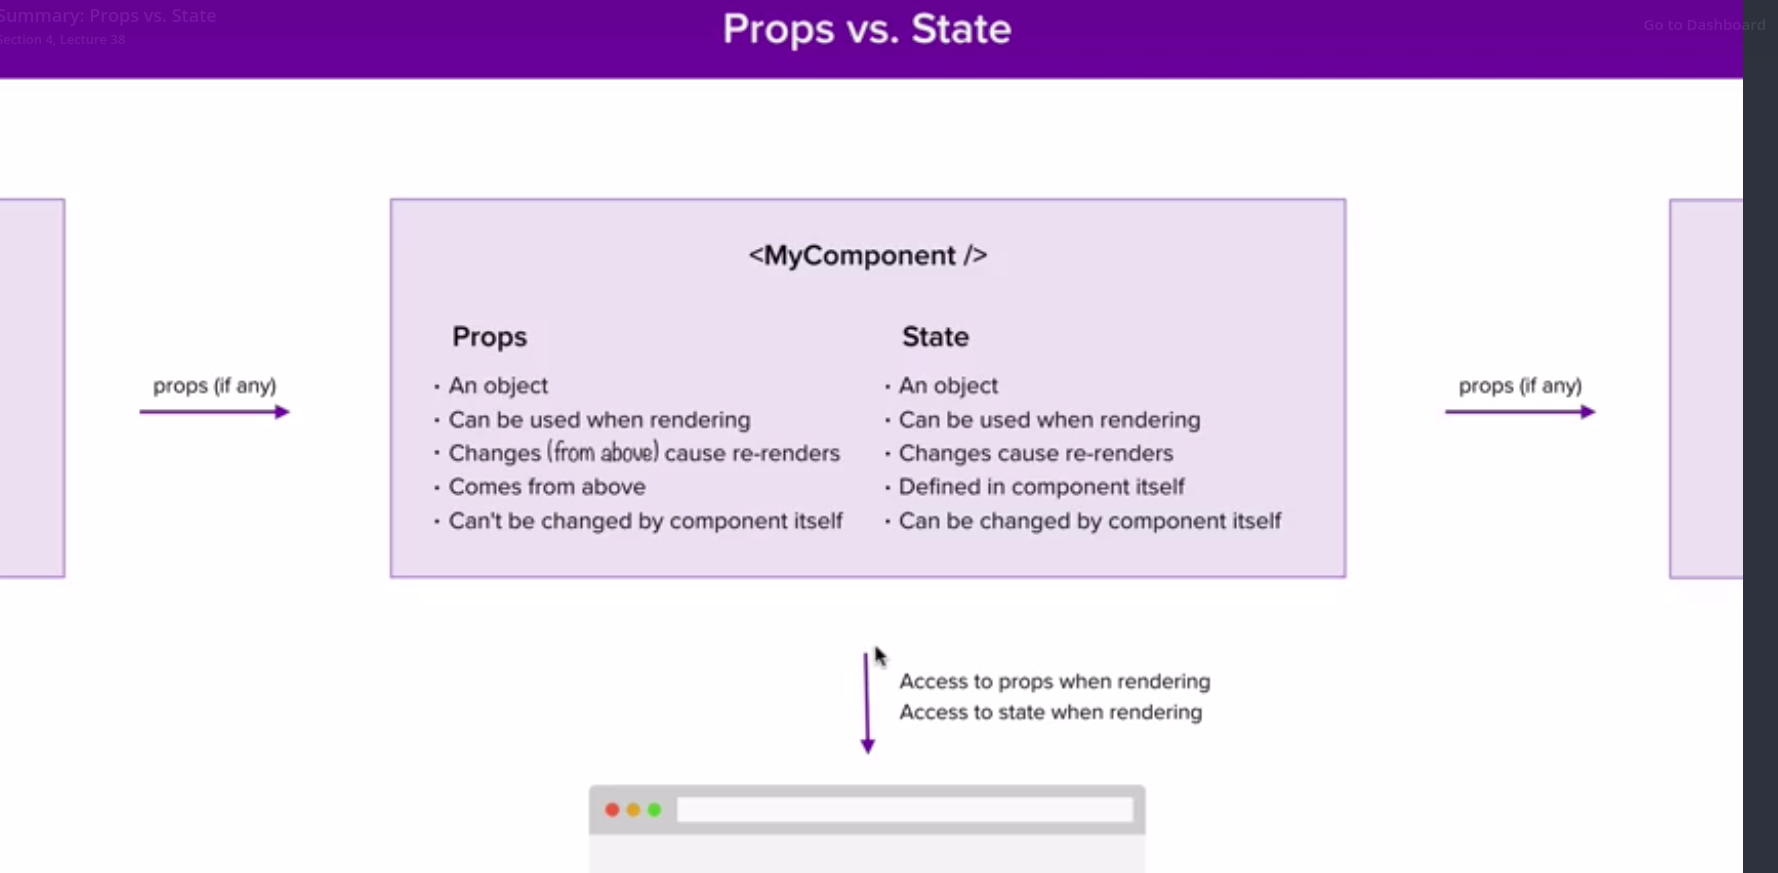 Summary: Props vs. State
Section 4, Lecture 38
Go to Dashboard
Props vs. State
<MyComponent />
Props
· An object
· Can be used when rendering
· Changes (from above) cause re-renders
· Comes from above
· Can't be changed by component itself
State
· An object
· Can be used when rendering
· Changes cause re-renders
· Defined in component itself
· Can be changed by component itself
props (if any)
props (if any)
Access to props when rendering
Access to state when rendering